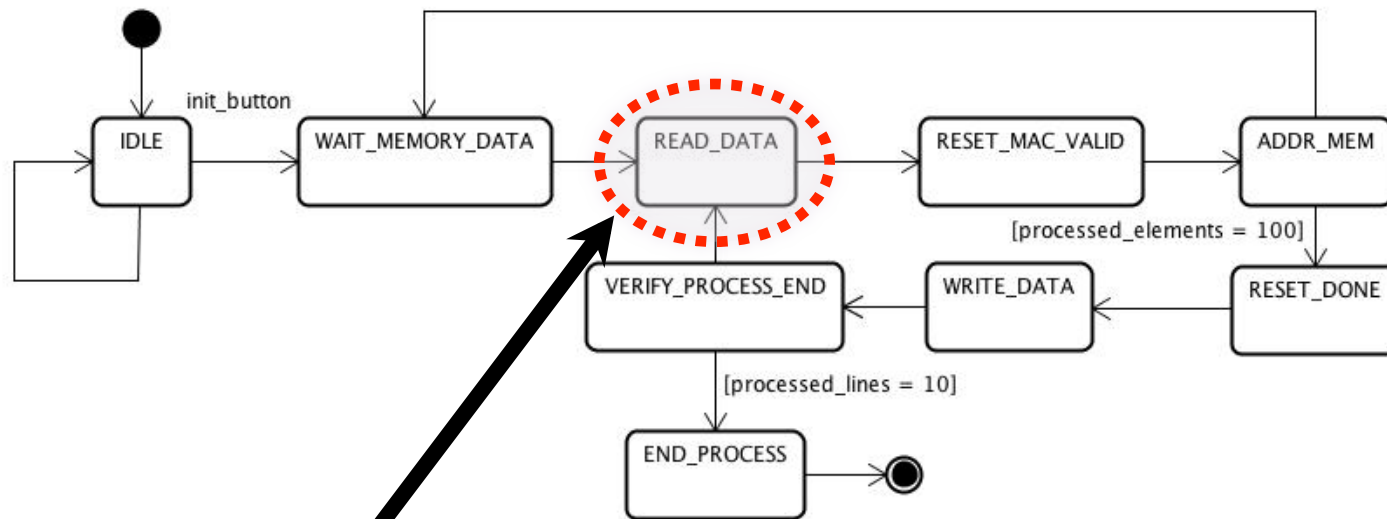 init_button
IDLE
WAIT_MEMORY_DATA
READ_DATA
RESET_MAC_VALID
ADDR_MEM
[processed_elements = 100]
VERIFY_PROCESS_END
WRITE_DATA
RESET_DONE
[processed_lines = 10]
END_PROCESS